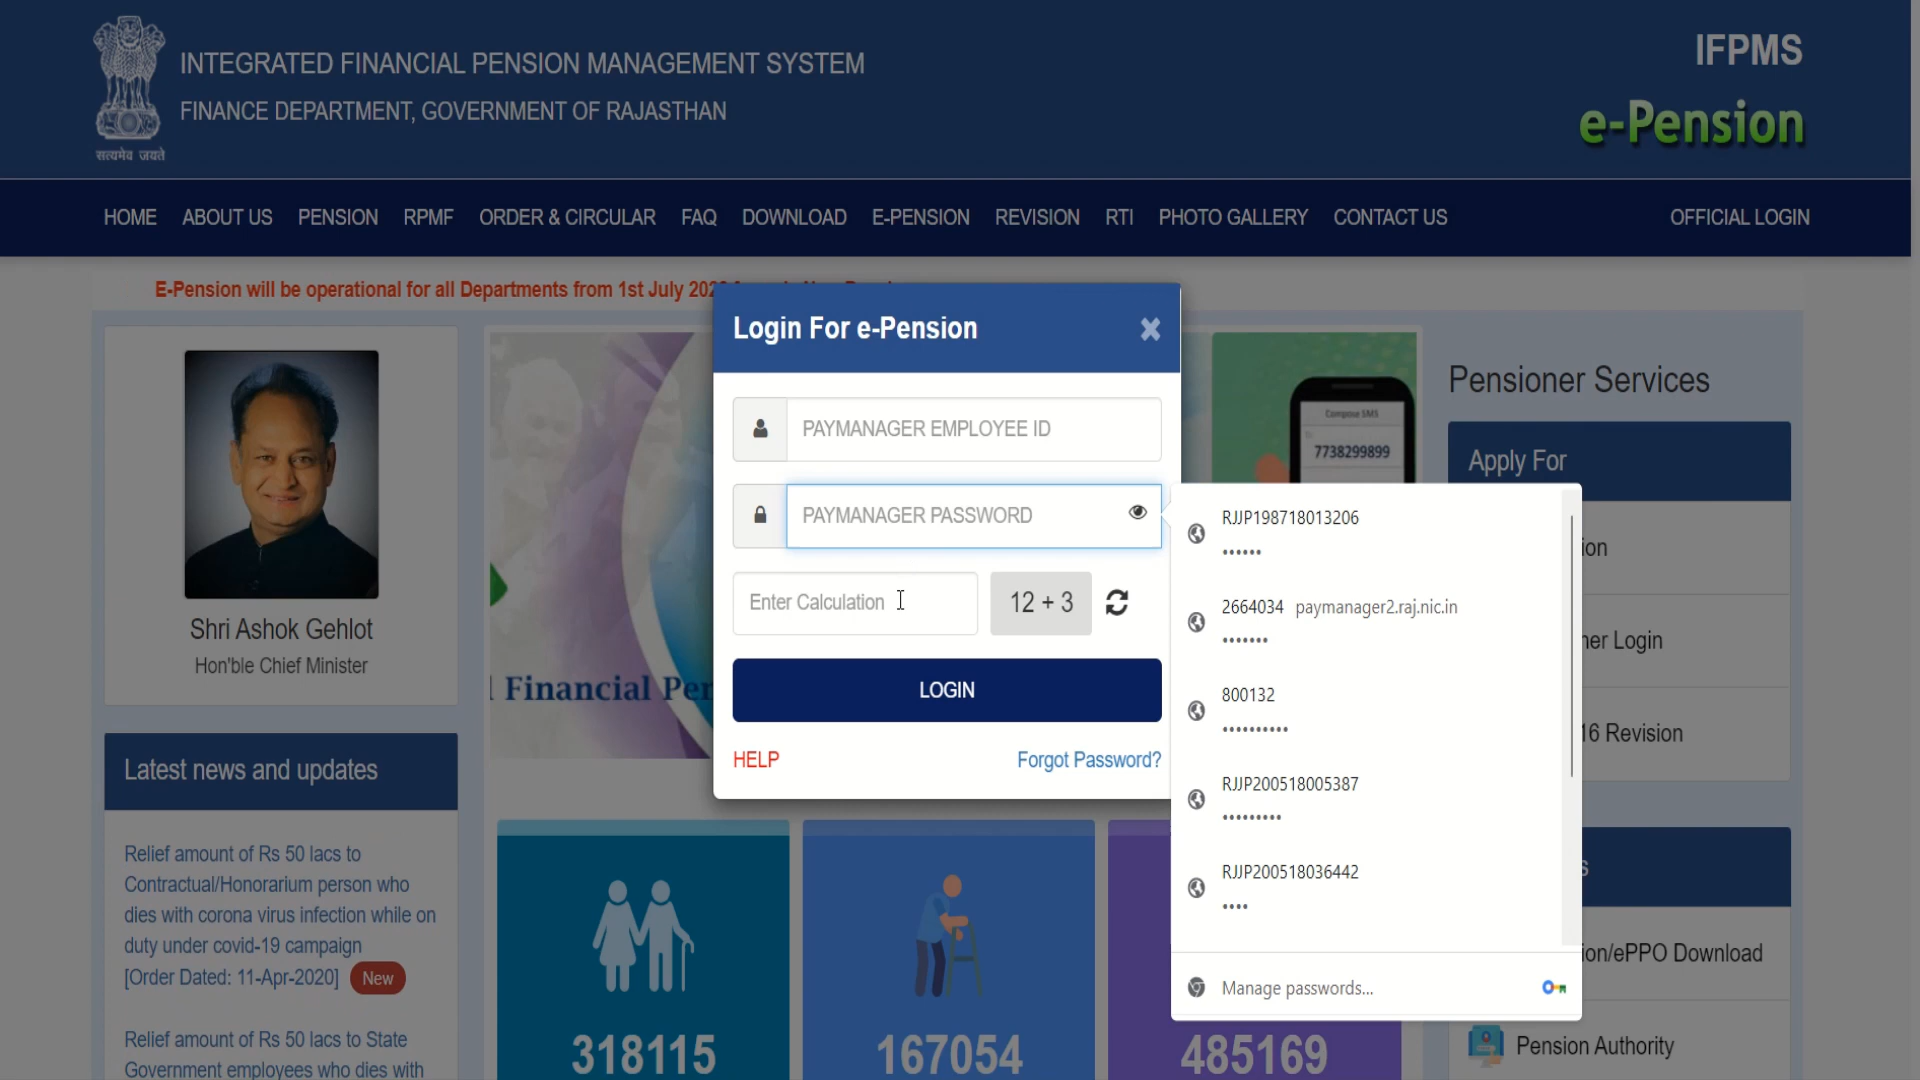 INTEGRATED FINANCIAL PENSION MANAGEMENT SYSTEM
FINANCE DEPARTMENT, GOVERNMENT OF RAJASTHAN
सत्यमेव जयते
IFPMS
e-Pension
HOME ABOUT US PENSION RPMF ORDER & CIRCULAR FAQ DOWNLOAD E-PENSION REVISION RTI PHOTO GALLERY CONTACT US OFFICIAL LOGIN
E-Pension will be operational for all Departments from 1st July
Shri Ashok Gehlot
Hon'ble Chief Minister
Financial
Latest news and updates
Relief amount of Rs 50 lacs to
Contractual/Honorarium person who
dies with corona virus infection while on
duty under covid-19 campaign
[Order Dated: 11-Apr-2020] New
Relief amount of Rs 50 lacs to State
Government employees who dies with
Login For e-Pension ×
PAYMANAGER EMPLOYEE ID
PAYMANAGER PASSWORD
Enter Calculation 12 + 3
LOGIN
HELP Forgot Password?
RJJP198718013206
••••••
2664034 paymanager2.raj.nic.in
•••••••
800132
••••••••••
RJJP200518005387
•••••••••
RJJP200518036442
••••
Manage passwords...
Compose SMS
7738299899
318115
167054
485169
Pensioner Services
Apply For
ion
ner Login
16 Revision
s
ion/ePPO Download
Pension Authority